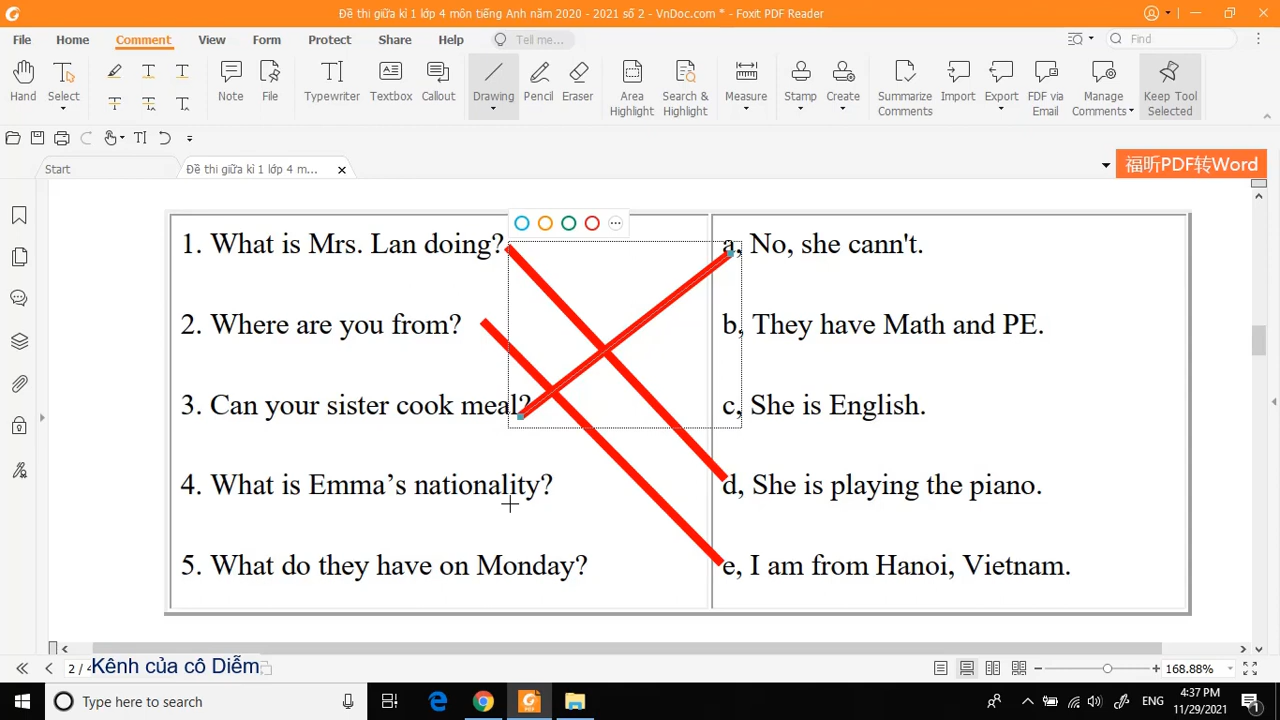 Đề thi giữa kì 1 lớp 4 môn tiếng Anh năm 2020 - 2021 số 2 - VnDoc.com * - Foxit PDF Reader
File Home Comment View Form Protect Share Help Tell me... Find
Hand Select Note File Typewriter Textbox Callout Drawing Pencil Eraser Area Highlight Search & Highlight Measure Stamp Create Summarize Comments Import Export PDF via Email Manage Comments Keep Tool Selected
Start Đề thi giữa kì 1 lớp 4 m... 福昕PDF转Word
1. What is Mrs. Lan doing? a, No, she cann't.
2. Where are you from? b, They have Math and PE.
3. Can your sister cook meal? c, She is English.
4. What is Emma's nationality? d, She is playing the piano.
5. What do they have on Monday? e, I am from Hanoi, Vietnam.
2 / 4 Kênh của cô Diễm 168.88%
Type here to search ENG 4:37 PM
11/29/2021 1